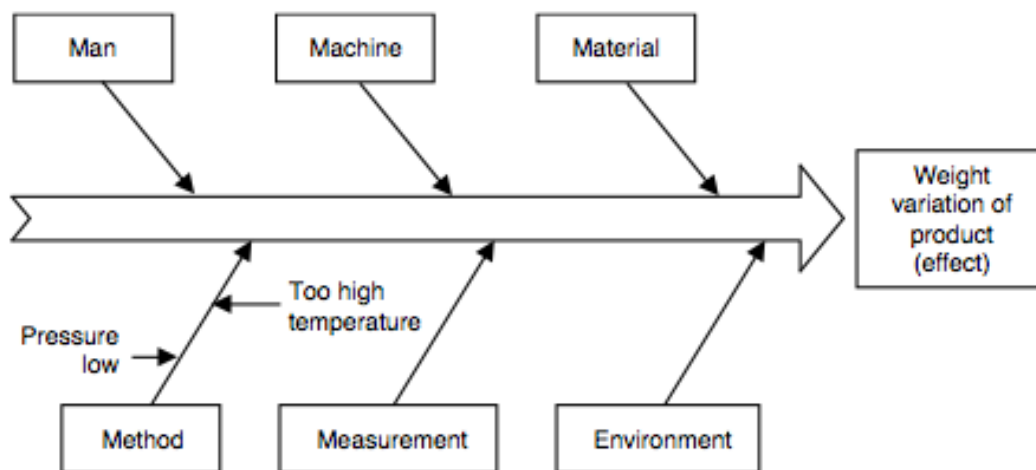 Man
Machine
Material
Weight
variation of
product
(effect)
Too high
temperature
Pressure
low
Method
Measurement
Environment